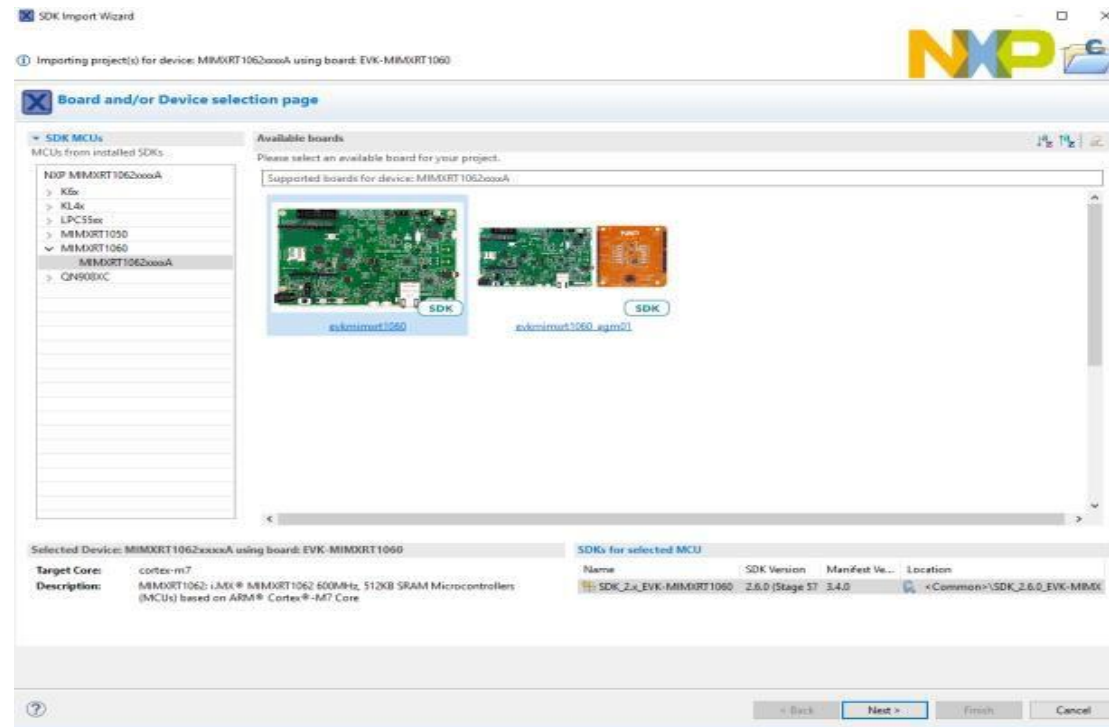 SDK Import Wizard
Importing project(s) for device: MIMXRT1062xxxxA using board: EVK-MIMXRT1060
NXP
Board and/or Device selection page
SDK MCUs
MCUs from installed SDKs
NXP MIMXRT1062xxxxA
K6x
KL4x
LPC55xx
MIMXRT1050
MIMXRT1060
MIMXRT1062xxxxA
QN908XC
Available boards
Please select an available board for your project.
Supported boards for device: MIMXRT1062xxxxA
SDK
evkmimxrt1060
SDK
evkmimxrt1060_agm01
Selected Device: MIMXRT1062xxxxA using board: EVK-MIMXRT1060
Target Core: cortex-m7
Description: MIMXRT1062: i.MX® MIMXRT1062 600MHz, 512KB SRAM Microcontrollers
(MCUs) based on ARM® Cortex®-M7 Core
SDKs for selected MCU
Name SDK Version Manifest Ve... Location
SDK_2.x_EVK-MIMXRT1060 2.6.0 (Stage 57 3.4.0 <Common>\SDK_2.6.0_EVK-MIMX
< Back Next > Finish Cancel